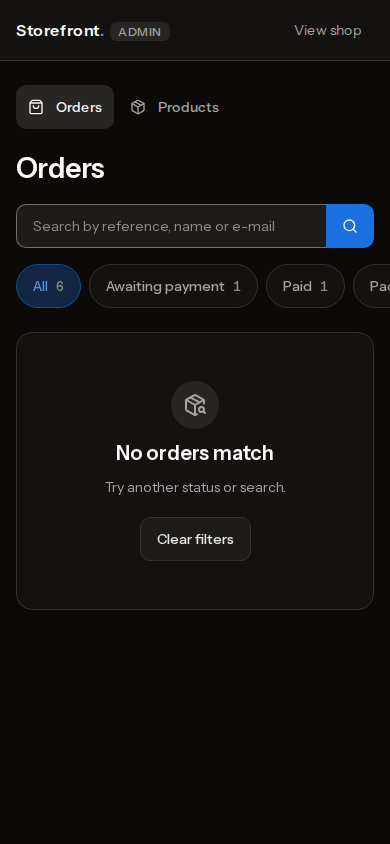 Storefront. ADMIN View shop
Orders Products
Orders
Search by reference, name or e-mail
All 6 Awaiting payment 1 Paid 1 Pac
No orders match
Try another status or search.
Clear filters